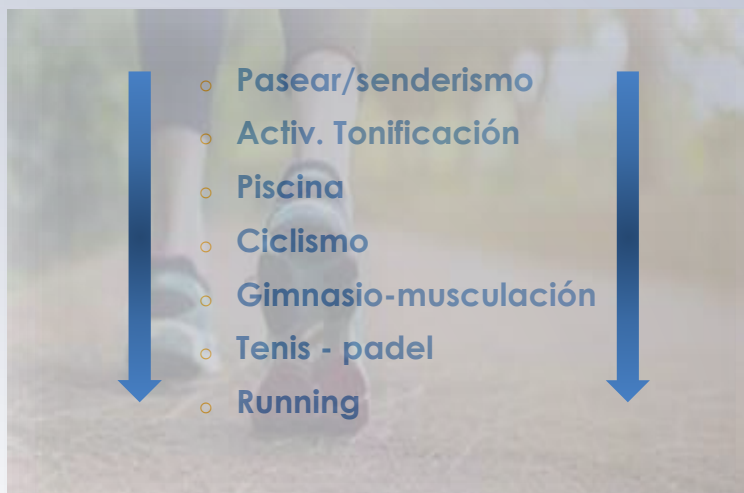 Pasear/senderismo
Activ. Tonificación
Piscina
Ciclismo
Gimnasio-musculación
Tenis - padel
Running